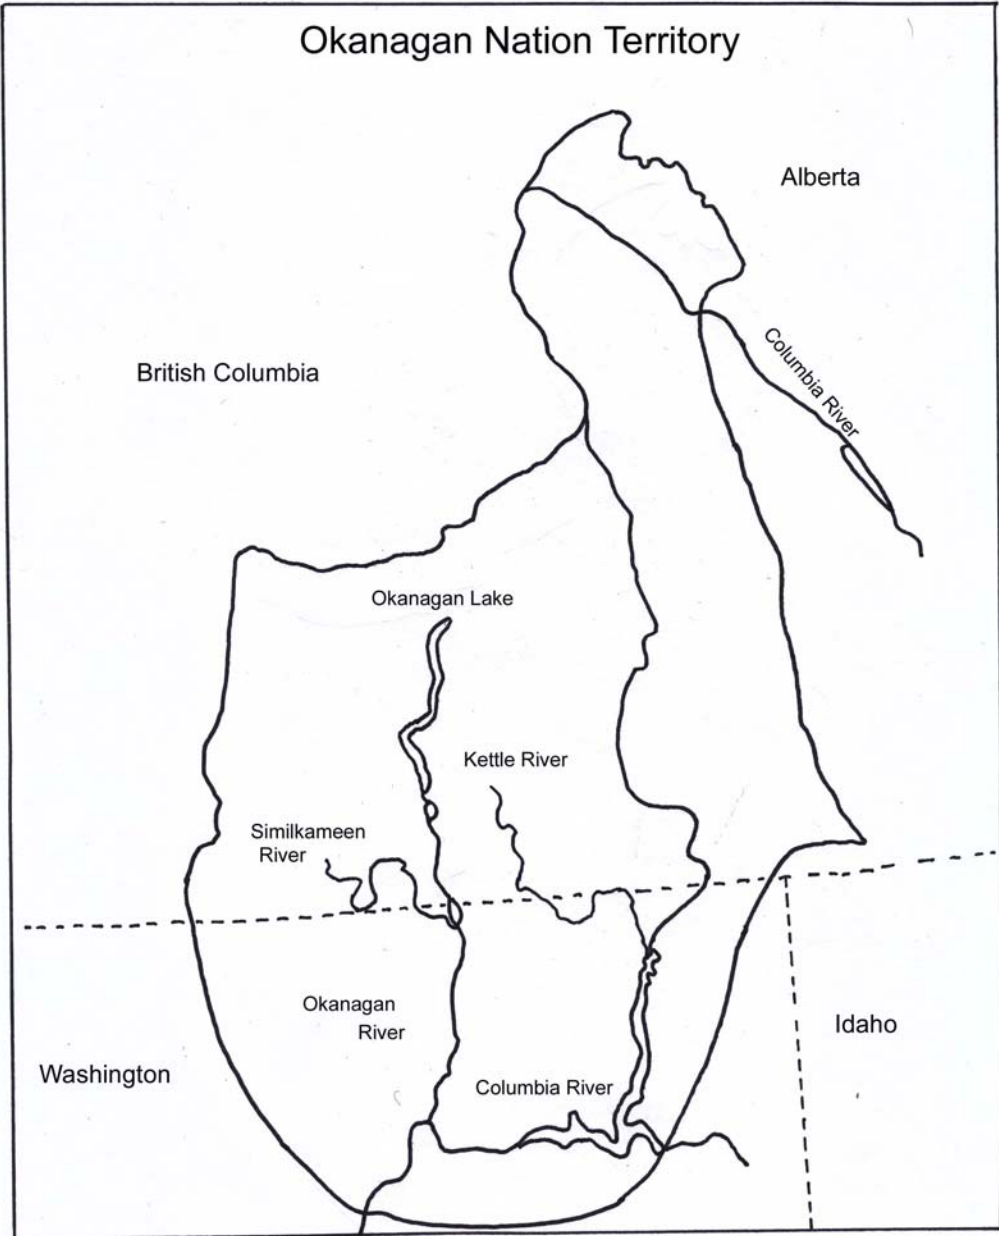 Okanagan Nation Territory
Alberta
Columbia River
British Columbia
Okanagan Lake
Kettle River
Similkameen
River
Okanagan
River
Idaho
Washington
Columbia River